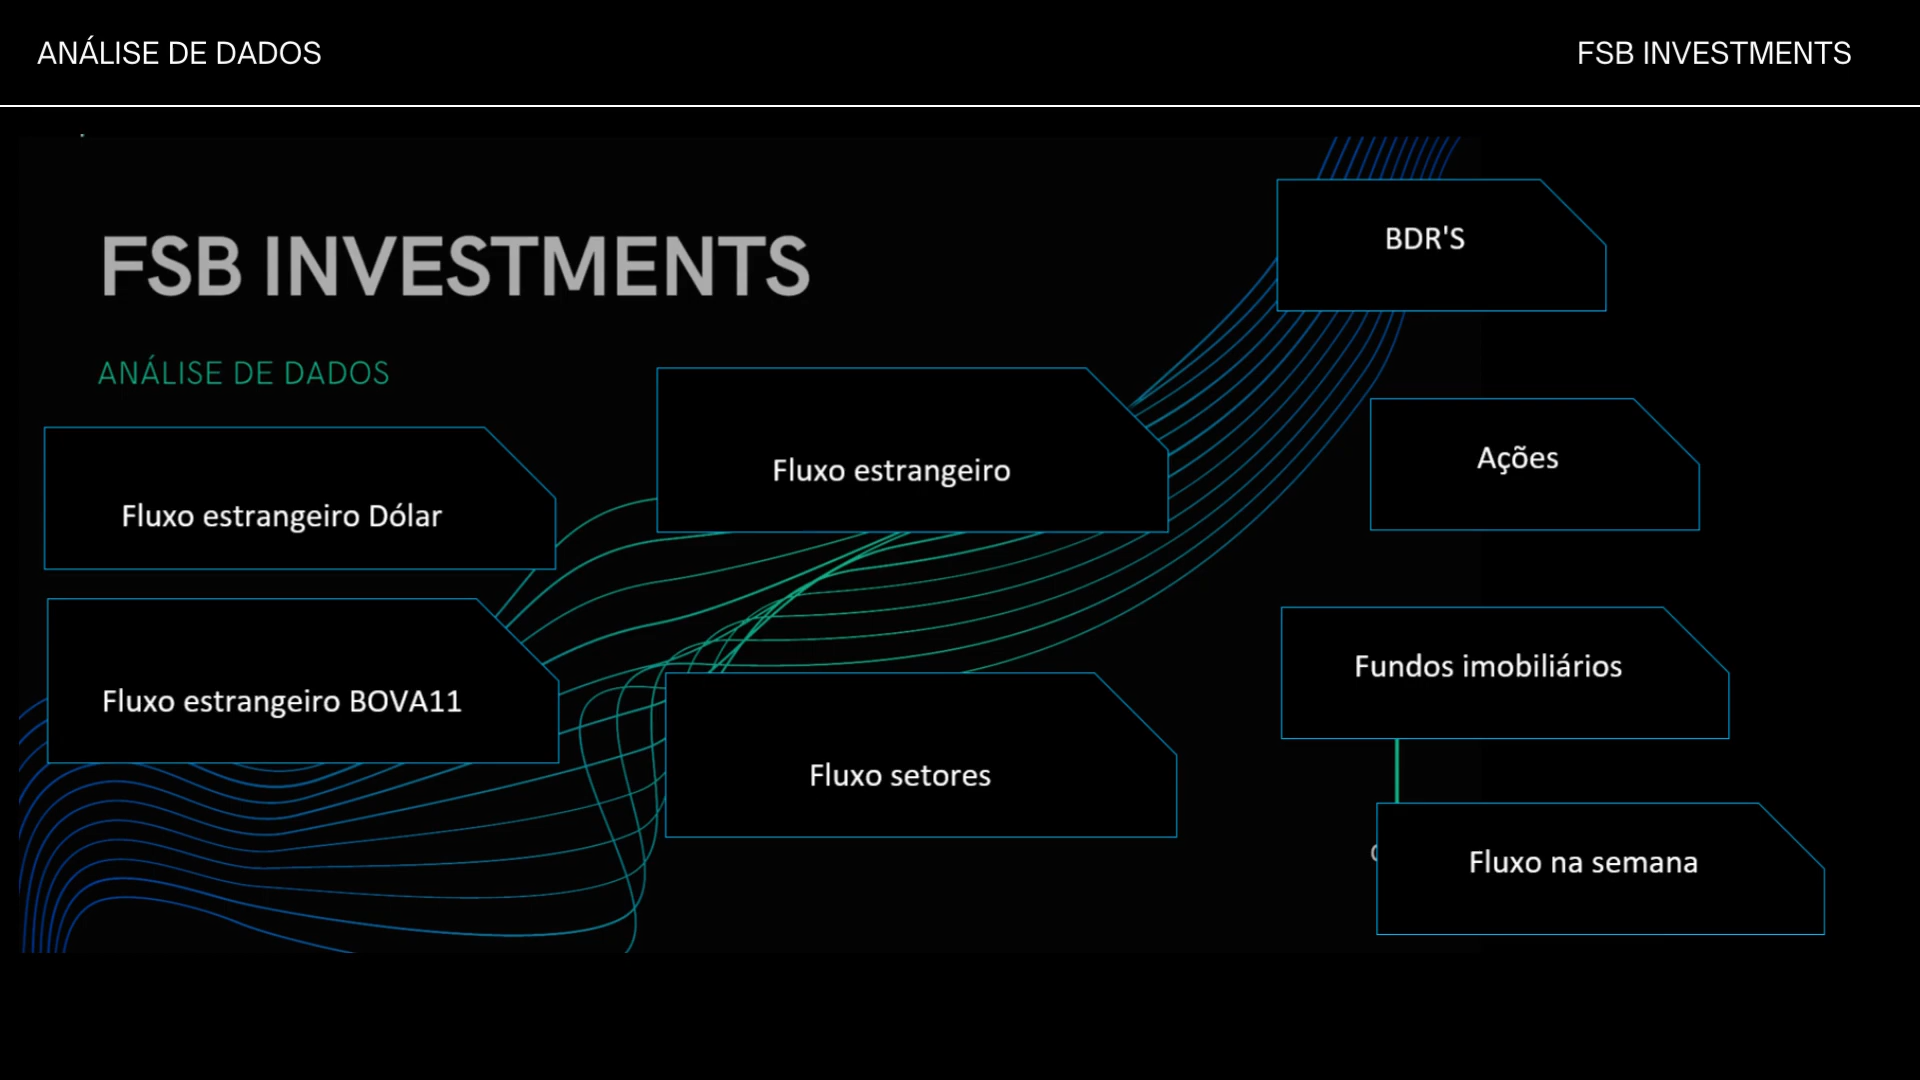 ANÁLISE DE DADOS
FSB INVESTMENTS
FSB INVESTMENTS
ANÁLISE DE DADOS
BDR'S
Fluxo estrangeiro
Ações
Fluxo estrangeiro Dólar
Fluxo estrangeiro BOVA11
Fundos imobiliários
Fluxo setores
Fluxo na semana